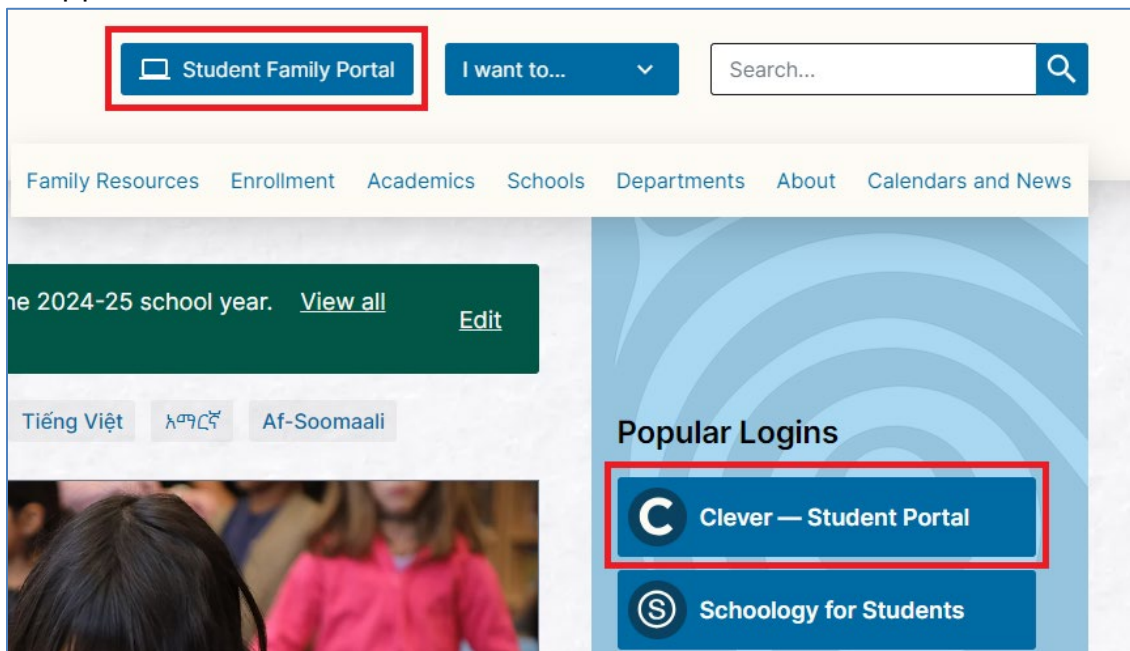 Student Family Portal I want to... Search...
Family Resources Enrollment Academics Schools Departments About Calendars and News
2024-25 school year. View all
Edit
Tiếng Việt አማርኛ Af-Soomaali
Popular Logins
C Clever — Student Portal
S Schoology for Students